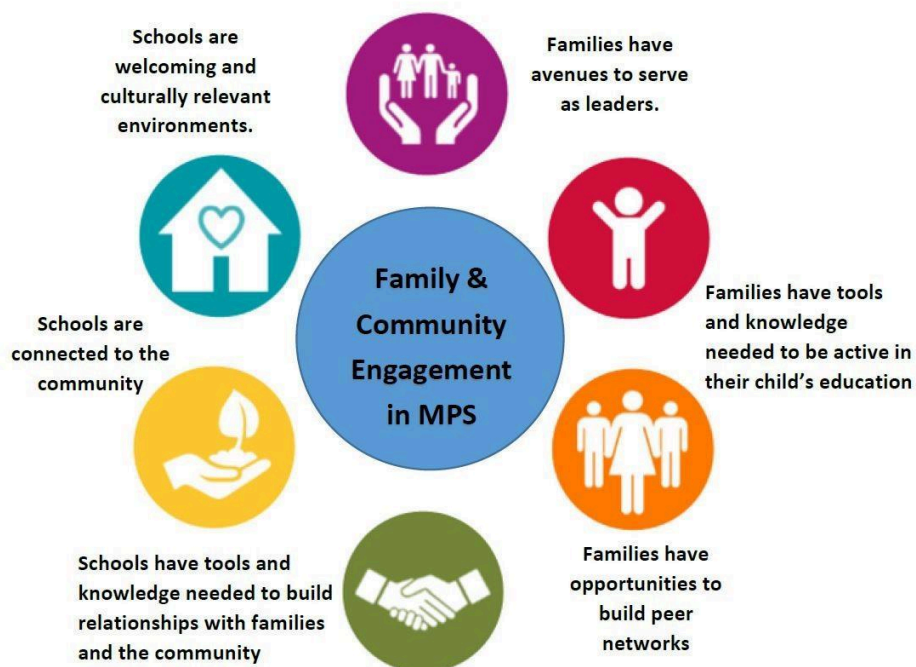 Schools are
welcoming and
culturally relevant
environments.
Families have
avenues to serve
as leaders.
Family &
Community
Engagement
in MPS
Schools are
connected to the
community
Families have tools
and knowledge
needed to be active in
their child’s education
Schools have tools and
knowledge needed to build
relationships with families
and the community
Families have
opportunities to
build peer
networks